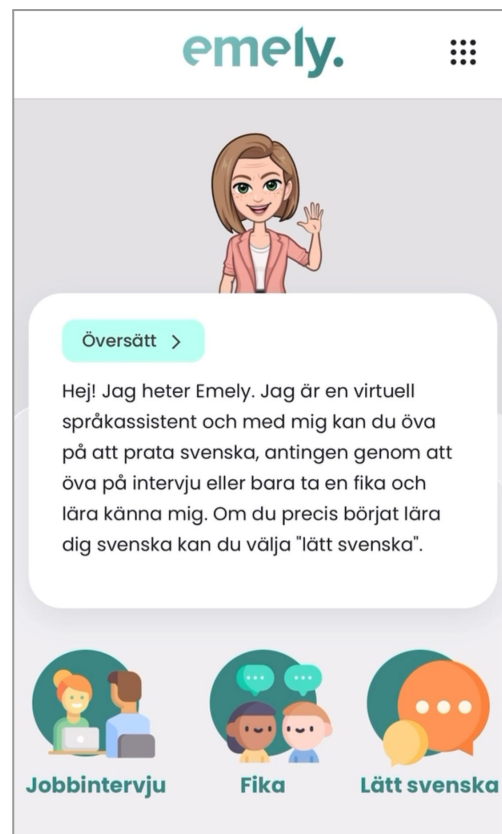 emely.
Översätt
Hej! Jag heter Emely. Jag är en virtuell
språkassistent och med mig kan du öva
på att prata svenska, antingen genom att
öva på intervju eller bara ta en fika och
lära känna mig. Om du precis börjat lära
dig svenska kan du välja "lätt svenska".
Jobbintervju
Fika
Lätt svenska